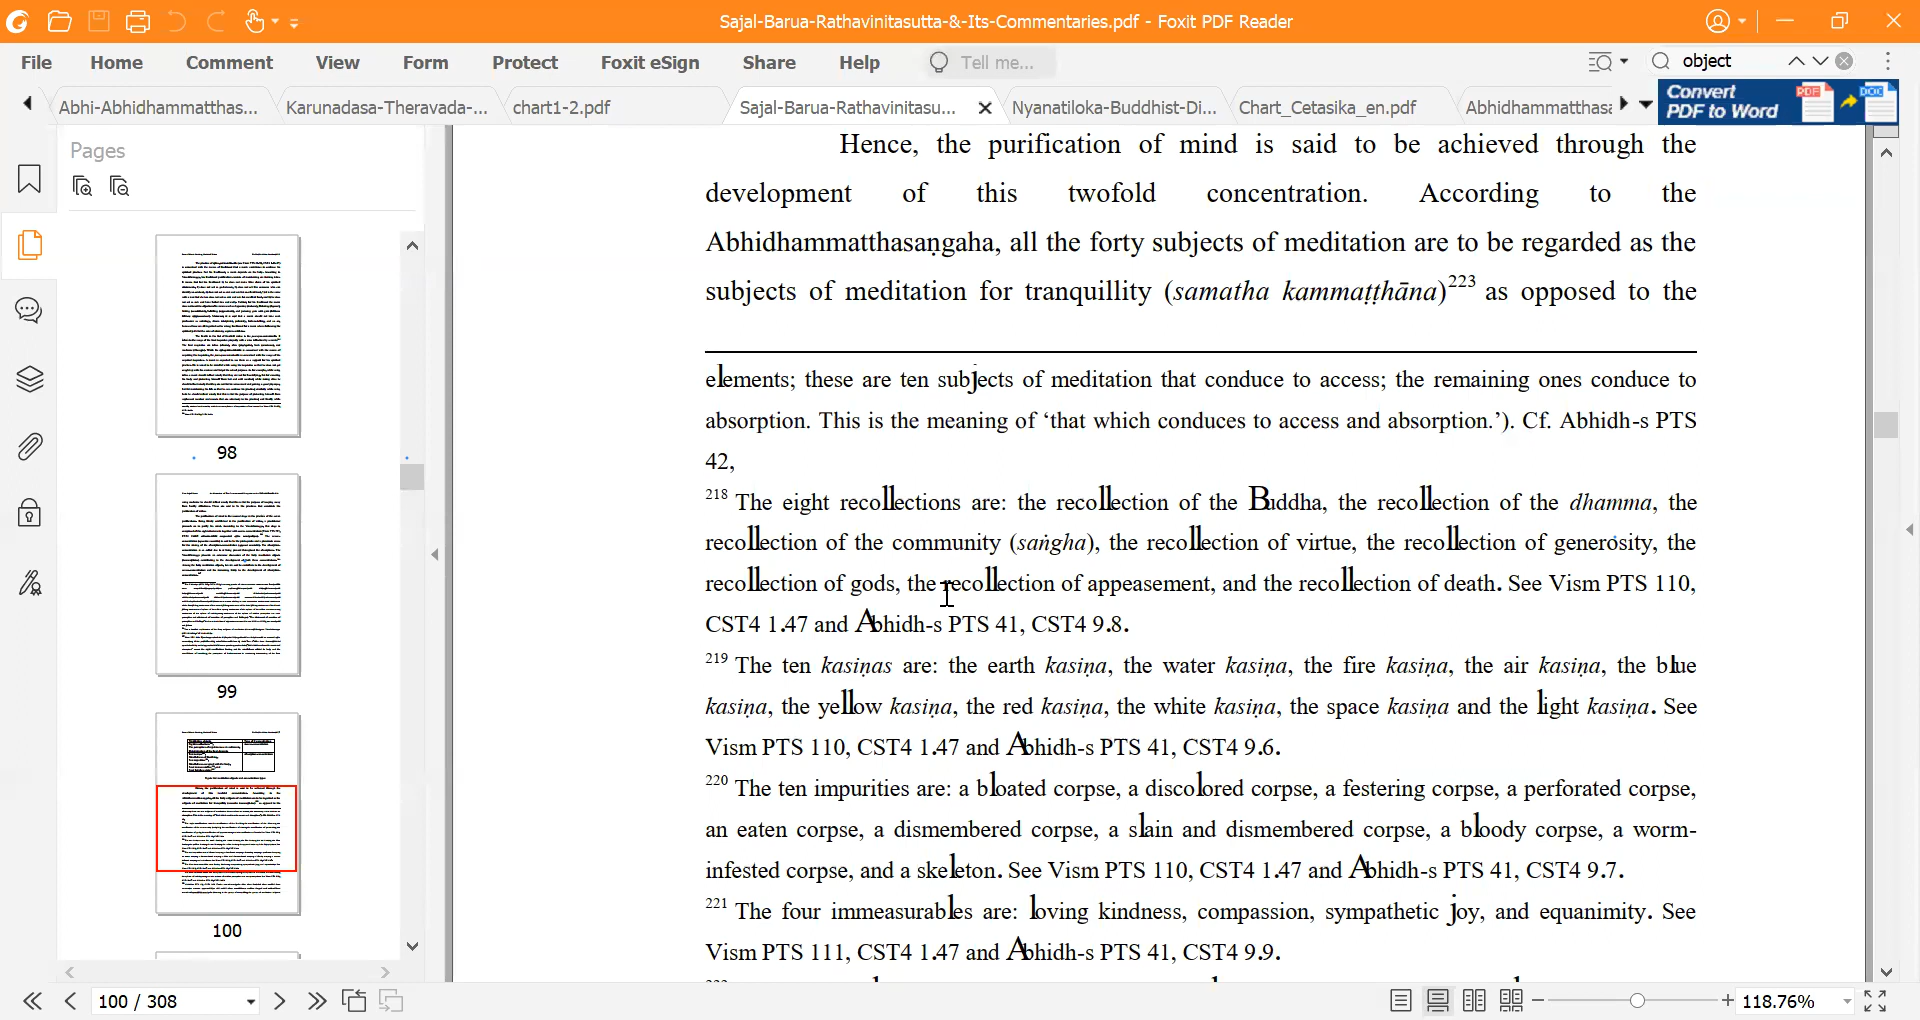 Sajal-Barua-Rathavinitasutta-&-Its-Commentaries.pdf - Foxit PDF Reader
File Home Comment View Form Protect Foxit eSign Share Help Tell me... object
Abhi-Abhidhammatthas... Karunadasa-Theravada-... chart1-2.pdf Sajal-Barua-Rathavinitasu... Nyanatiloka-Buddhist-Di... Chart_Cetasika_en.pdf Abhidhammatthasa
Convert
PDF to Word
PDF DOC
Pages
98
99
100
Hence, the purification of mind is said to be achieved through the
development of this twofold concentration. According to the
Abhidhammatthasaṇgaha, all the forty subjects of meditation are to be regarded as the
subjects of meditation for tranquillity (samatha kammaṭṭhāna)223 as opposed to the
elements; these are ten subjects of meditation that conduce to access; the remaining ones conduce to
absorption. This is the meaning of ‘that which conduces to access and absorption.’). Cf. Abhidh-s PTS
42,
218 The eight recollections are: the recollection of the Buddha, the recollection of the dhamma, the
recollection of the community (saṅgha), the recollection of virtue, the recollection of generosity, the
recollection of gods, the recollection of appeasement, and the recollection of death. See Vism PTS 110,
CST4 1.47 and Abhidh-s PTS 41, CST4 9.8.
219 The ten kasiṇas are: the earth kasiṇa, the water kasiṇa, the fire kasiṇa, the air kasiṇa, the blue
kasiṇa, the yellow kasiṇa, the red kasiṇa, the white kasiṇa, the space kasiṇa and the light kasiṇa. See
Vism PTS 110, CST4 1.47 and Abhidh-s PTS 41, CST4 9.6.
220 The ten impurities are: a bloated corpse, a discolored corpse, a festering corpse, a perforated corpse,
an eaten corpse, a dismembered corpse, a slain and dismembered corpse, a bloody corpse, a worm-
infested corpse, and a skeleton. See Vism PTS 110, CST4 1.47 and Abhidh-s PTS 41, CST4 9.7.
221 The four immeasurables are: loving kindness, compassion, sympathetic joy, and equanimity. See
Vism PTS 111, CST4 1.47 and Abhidh-s PTS 41, CST4 9.9.
100 / 308
118.76%